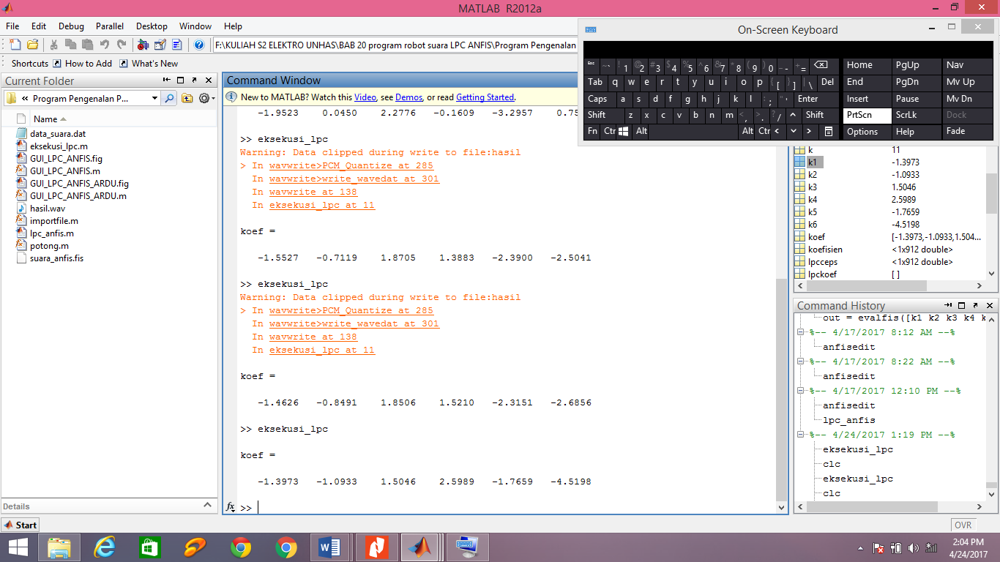 MATLAB R2012a
File Edit Debug Parallel Desktop Window Help
F:\KULIAH S2 ELEKTRO UNHAS\BAB 20 program robot suara LPC ANFIS\Program Pengenalan
Shortcuts How to Add What's New
Current Folder
« Program Pengenalan P...
Name
data_suara.dat
eksekusi_lpc.m
GUI_LPC_ANFIS.fig
GUI_LPC_ANFIS.m
GUI_LPC_ANFIS_ARDU.fig
GUI_LPC_ANFIS_ARDU.m
hasil.wav
importfile.m
lpc_anfis.m
potong.m
suara_anfis.fis
Details
Command Window
New to MATLAB? Watch this Video, see Demos, or read Getting Started.
-1.9523 0.0450 2.2776 -0.1609 -3.2957 0.75
>> eksekusi_lpc
Warning: Data clipped during write to file:hasil
> In wavwrite>PCM_Quantize at 285
In wavwrite>write_wavedat at 301
In wavwrite at 138
In eksekusi_lpc at 11
koef =
-1.5527 -0.7119 1.8705 1.3883 -2.3900 -2.5041
>> eksekusi_lpc
Warning: Data clipped during write to file:hasil
> In wavwrite>PCM_Quantize at 285
In wavwrite>write_wavedat at 301
In wavwrite at 138
In eksekusi_lpc at 11
koef =
-1.4626 -0.8491 1.8506 1.5210 -2.3151 -2.6856
>> eksekusi_lpc
koef =
-1.3973 -1.0933 1.5046 2.5989 -1.7659 -4.5198
fx >>
On-Screen Keyboard
Esc ~` !1 @2 #3 $4 %5 ^6 &7 *8 (9 )0 _- += Home PgUp Nav
Tab q w e r t y u i o p {[ }] |\ Del End PgDn Mv Up
Caps a s d f g h j k l :; "' Enter Insert Pause Mv Dn
Shift z x c v b n m <, >. ?/ ^ Shift PrtScn ScrLk Dock
Fn Ctr Alt Alt Ctr < > Options Help Fade
k 11
k1 -1.3973
k2 -1.0933
k3 1.5046
k4 2.5989
k5 -1.7659
k6 -4.5198
koef [-1.3973,-1.0933,1.504...
koefisien <1x912 double>
lpcceps <1x912 double>
lpckoef [ ]
Command History
out = evalfis([k1 k2 k3 k4 k
%-- 4/17/2017 8:12 AM --%
anfisedit
%-- 4/17/2017 8:22 AM --%
anfisedit
%-- 4/17/2017 12:10 PM --%
anfisedit
lpc_anfis
%-- 4/24/2017 1:19 PM --%
eksekusi_lpc
clc
eksekusi_lpc
clc
Start
OVR
2:04 PM
4/24/2017